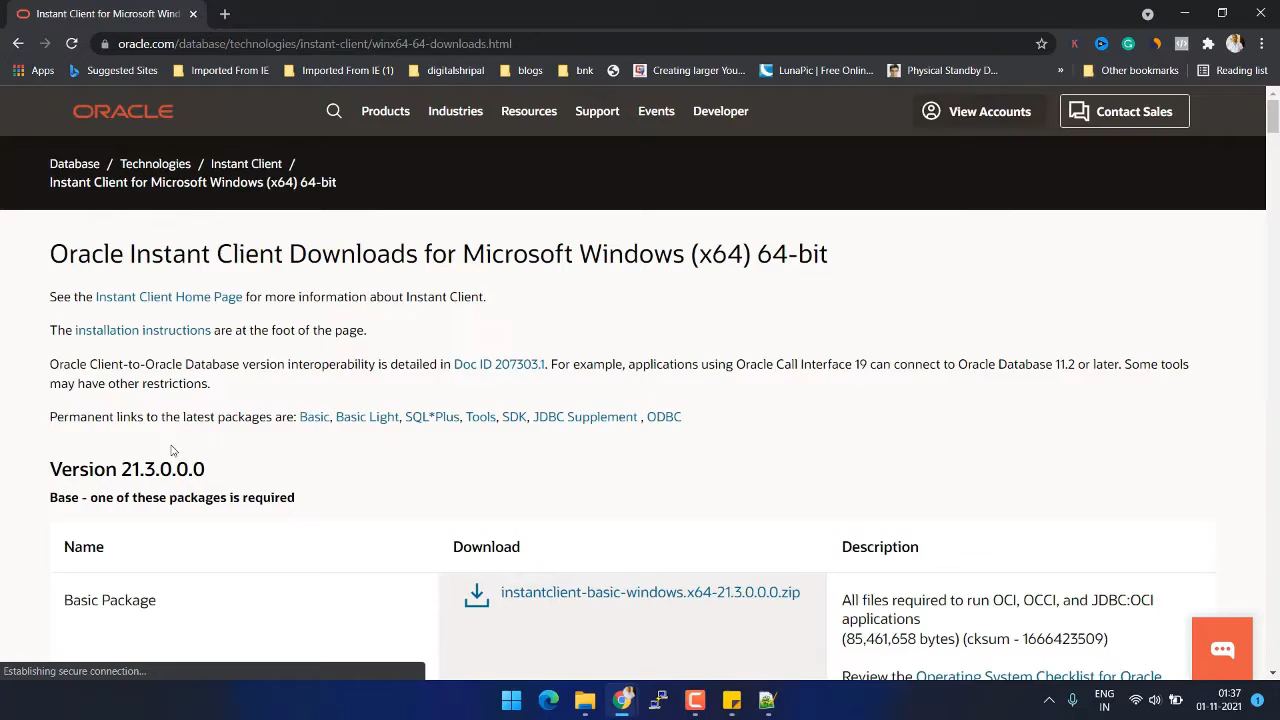 Instant Client for Microsoft Wind
oracle.com/database/technologies/instant-client/winx64-64-downloads.html
Apps
Suggested Sites
Imported From IE
Imported From IE (1)
digitalshripal
blogs
bnk
Creating larger You...
LunaPic | Free Onlin...
Physical Standby D...
»
Other bookmarks
Reading list
ORACLE
Products
Industries
Resources
Support
Events
Developer
View Accounts
Contact Sales
Database / Technologies / Instant Client /
Instant Client for Microsoft Windows (x64) 64-bit
Oracle Instant Client Downloads for Microsoft Windows (x64) 64-bit
See the Instant Client Home Page for more information about Instant Client.
The installation instructions are at the foot of the page.
Oracle Client-to-Oracle Database version interoperability is detailed in Doc ID 207303.1. For example, applications using Oracle Call Interface 19 can connect to Oracle Database 11.2 or later. Some tools
may have other restrictions.
Permanent links to the latest packages are: Basic, Basic Light, SQL*Plus, Tools, SDK, JDBC Supplement , ODBC
Version 21.3.0.0.0
Base - one of these packages is required
Name
Download
Description
Basic Package
instantclient-basic-windows.x64-21.3.0.0.0.zip
All files required to run OCI, OCCI, and JDBC:OCI
applications
(85,461,658 bytes) (cksum - 1666423509)
Review the Operating System Checklist for Oracle
Establishing secure connection...
ENG
IN
01:37
01-11-2021
1